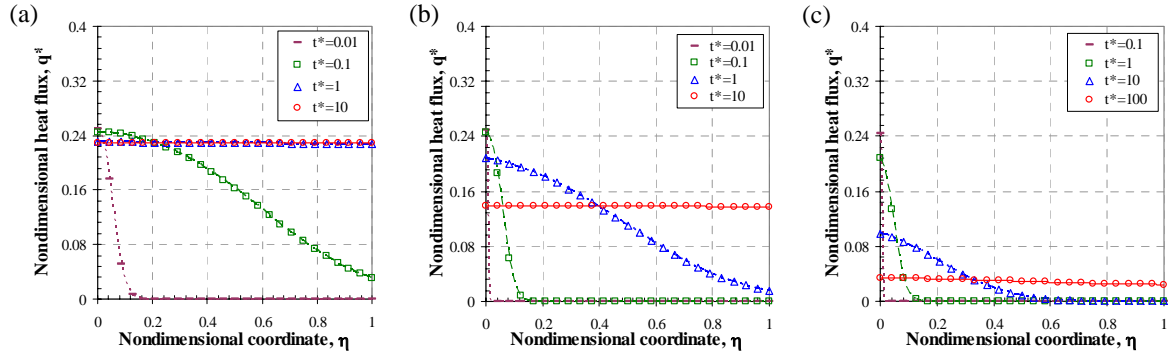 (a)
Nondimensional heat flux, q*
0.4
0.32
0.24
0.16
0.08
0
0 0.2 0.4 0.6 0.8 1
Nondimensional coordinate, η
t*=0.01
t*=0.1
t*=1
t*=10
(b)
Nondimensional heat flux, q*
0.4
0.32
0.24
0.16
0.08
0
0 0.2 0.4 0.6 0.8 1
Nondimensional coordinate, η
t*=0.01
t*=0.1
t*=1
t*=10
(c)
Nondimensional heat flux, q*
0.4
0.32
0.24
0.16
0.08
0
0 0.2 0.4 0.6 0.8 1
Nondimensional coordinate, η
t*=0.1
t*=1
t*=10
t*=100